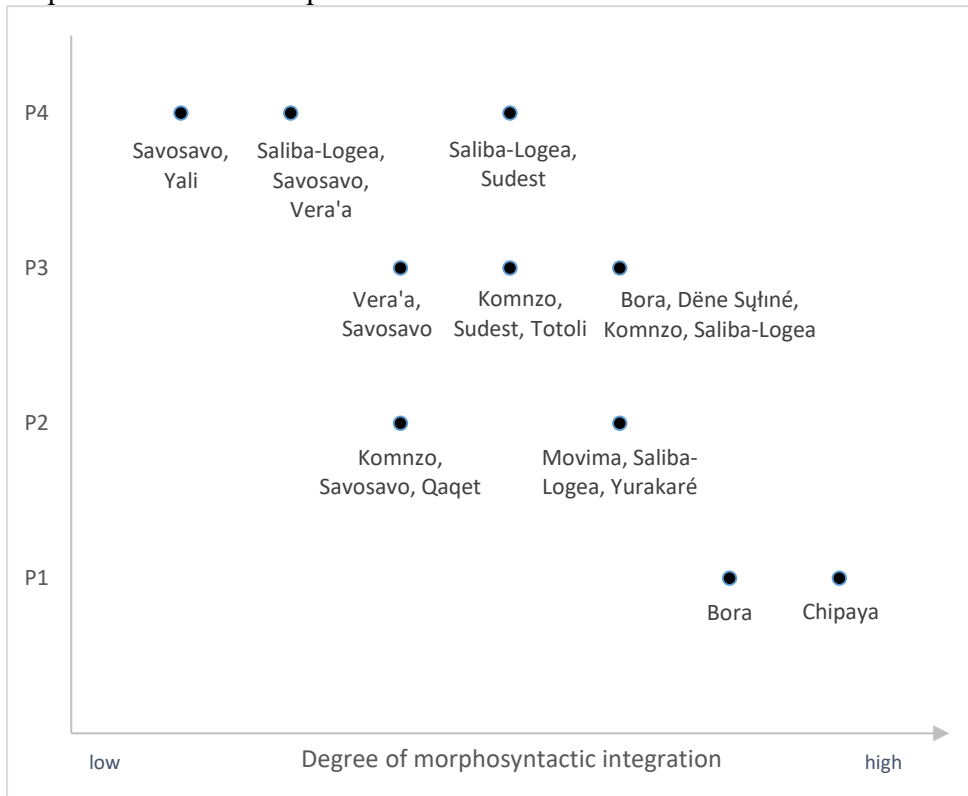 P4
Savosavo,
Yali
Saliba-Logea,
Savosavo,
Vera'a
Saliba-Logea,
Sudest
P3
Vera'a,
Savosavo
Komnzo,
Sudest, Totoli
Bora, Dëne Sųłıné,
Komnzo, Saliba-Logea
P2
Komnzo,
Savosavo, Qaqet
Movima, Saliba-
Logea, Yurakaré
P1
Bora
Chipaya
low
Degree of morphosyntactic integration
high